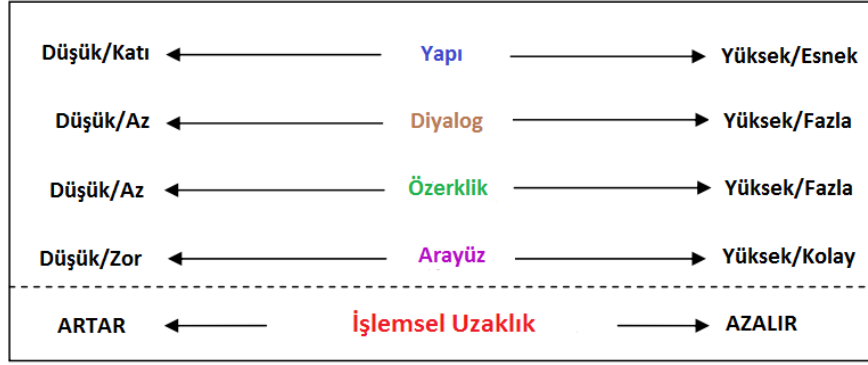 Düşük/Katı Yapı Yüksek/Esnek
Düşük/Az Diyalog Yüksek/Fazla
Düşük/Az Özerklik Yüksek/Fazla
Düşük/Zor Arayüz Yüksek/Kolay
ARTAR İşlemsel Uzaklık AZALIR